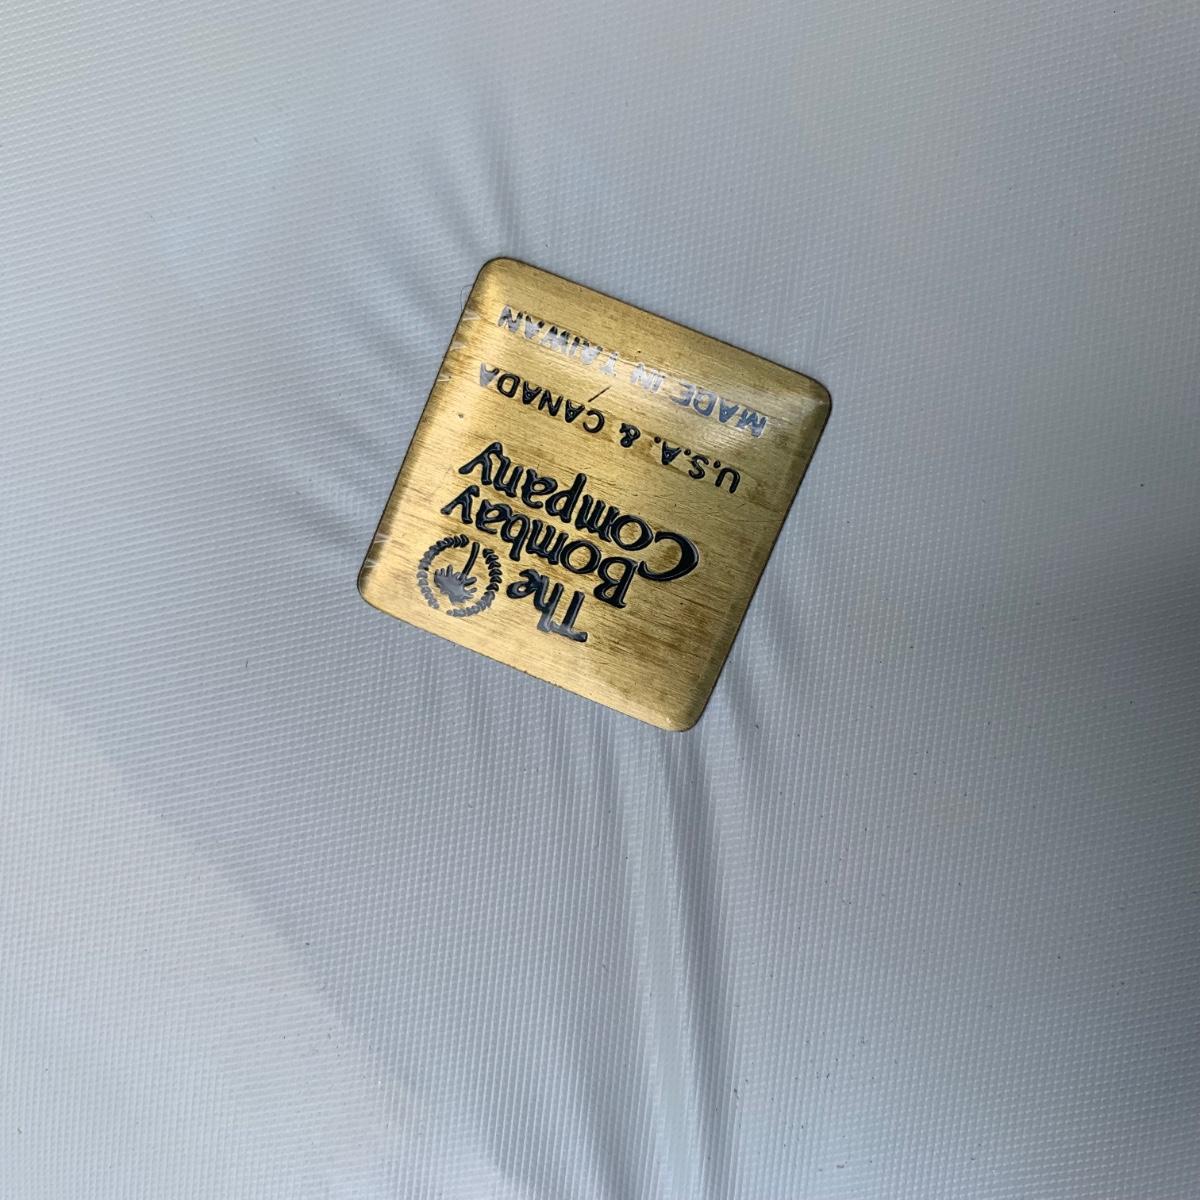 The
Bombay
Company
U.S.A. & CANADA
MADE IN TAIWAN